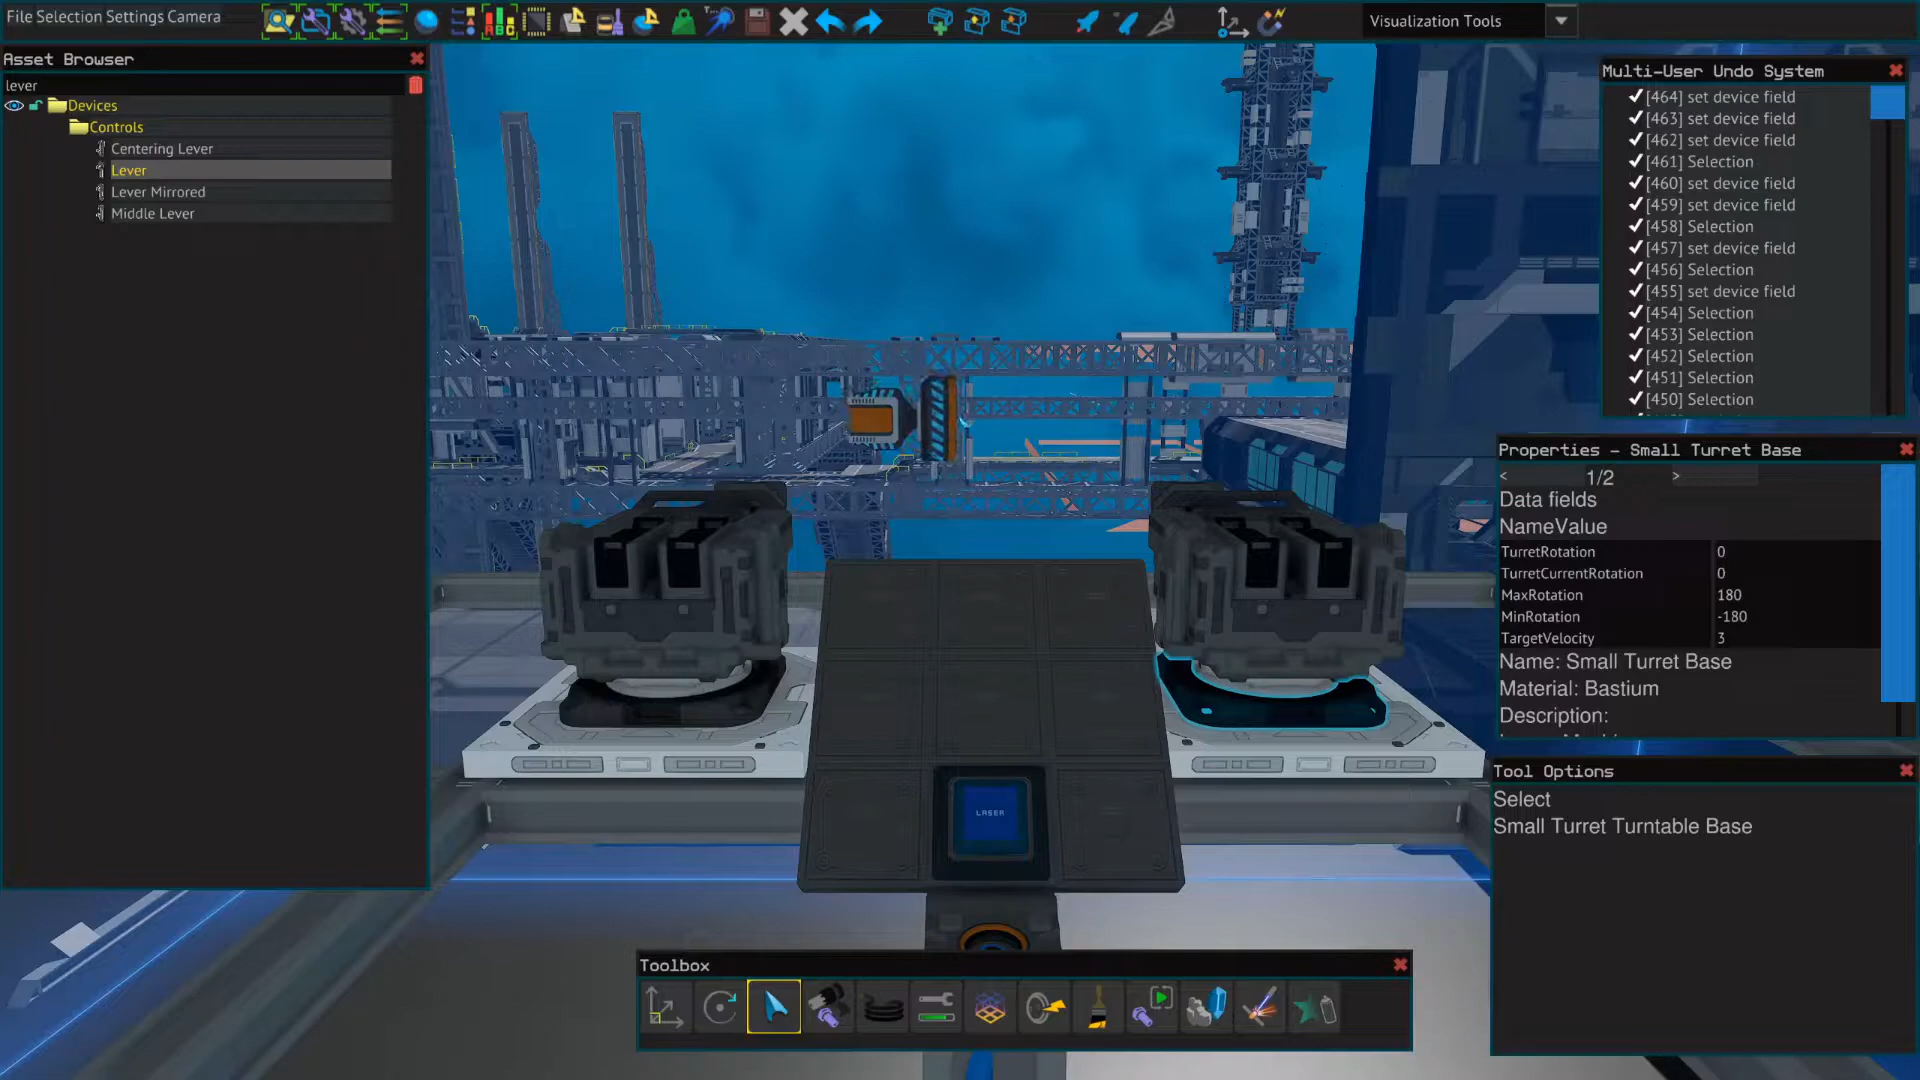 File Selection Settings Camera
Visualization Tools
Asset Browser
lever
Devices
Controls
Centering Lever
Lever
Lever Mirrored
Middle Lever
Multi-User Undo System
[464] set device field
[463] set device field
[462] set device field
[461] Selection
[460] set device field
[459] set device field
[458] Selection
[457] set device field
[456] Selection
[455] set device field
[454] Selection
[453] Selection
[452] Selection
[451] Selection
[450] Selection
Properties - Small Turret Base
< 1/2 >
Data fields
NameValue
TurretRotation 0
TurretCurrentRotation 0
MaxRotation 180
MinRotation -180
TargetVelocity 3
Name: Small Turret Base
Material: Bastium
Description:
Tool Options
Select
Small Turret Turntable Base
LASER
Toolbox